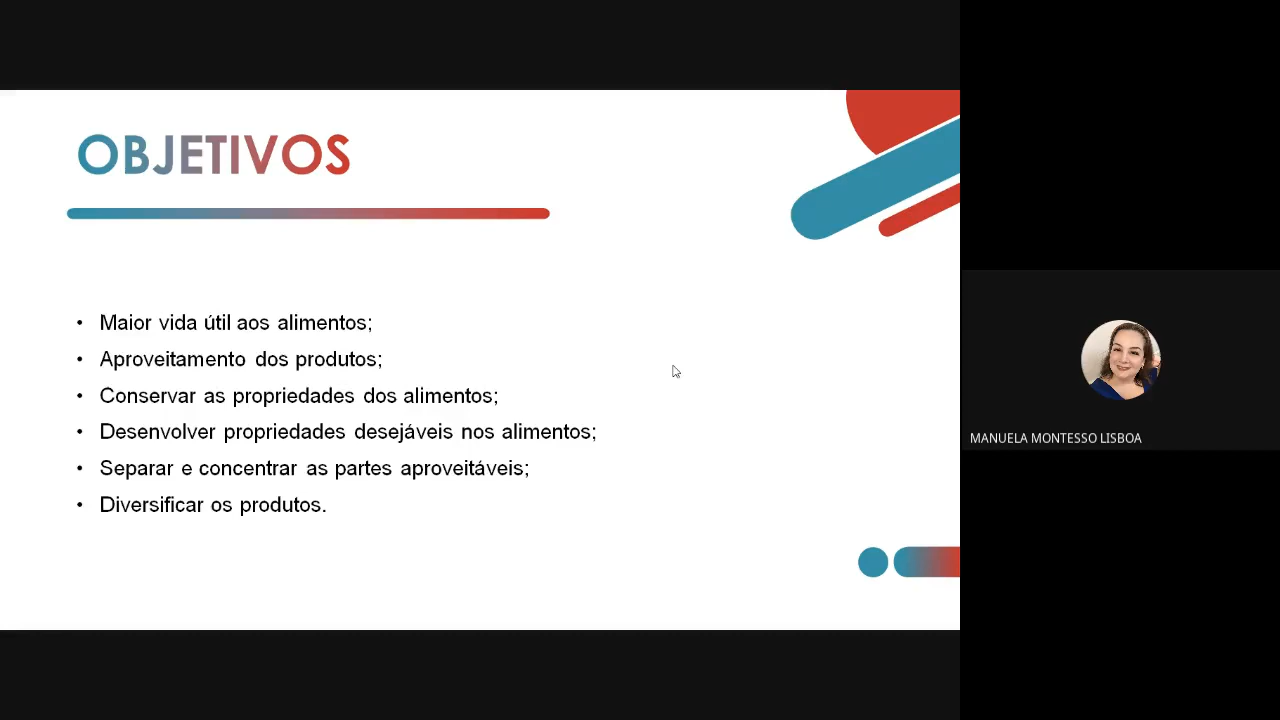 OBJETIVOS
• Maior vida útil aos alimentos;
• Aproveitamento dos produtos;
• Conservar as propriedades dos alimentos;
• Desenvolver propriedades desejáveis nos alimentos;
• Separar e concentrar as partes aproveitáveis;
• Diversificar os produtos.
MANUELA MONTESSO LISBOA